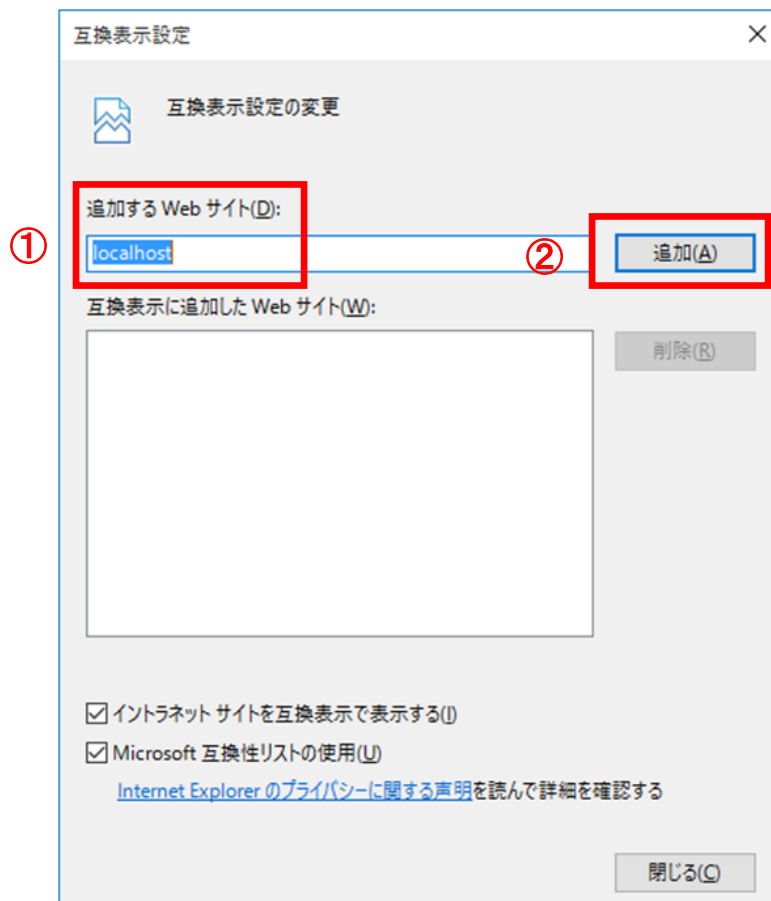 互換表示設定
互換表示設定の変更
追加する Web サイト(D):
①
localhost
②
追加(A)
互換表示に追加した Web サイト(W):
削除(R)
イントラネット サイトを互換表示で表示する(I)
Microsoft 互換性リストの使用(U)
Internet Explorer のプライバシーに関する声明を読んで詳細を確認する
閉じる(C)